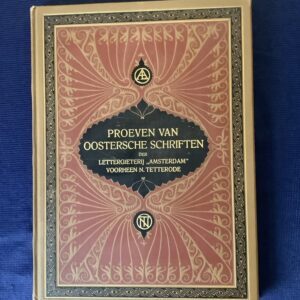 PROEVEN VAN
OOSTERSCHE SCHRIFTEN
DER
LETTERGIETERIJ „AMSTERDAM"
VOORHEEN N. TETTERODE